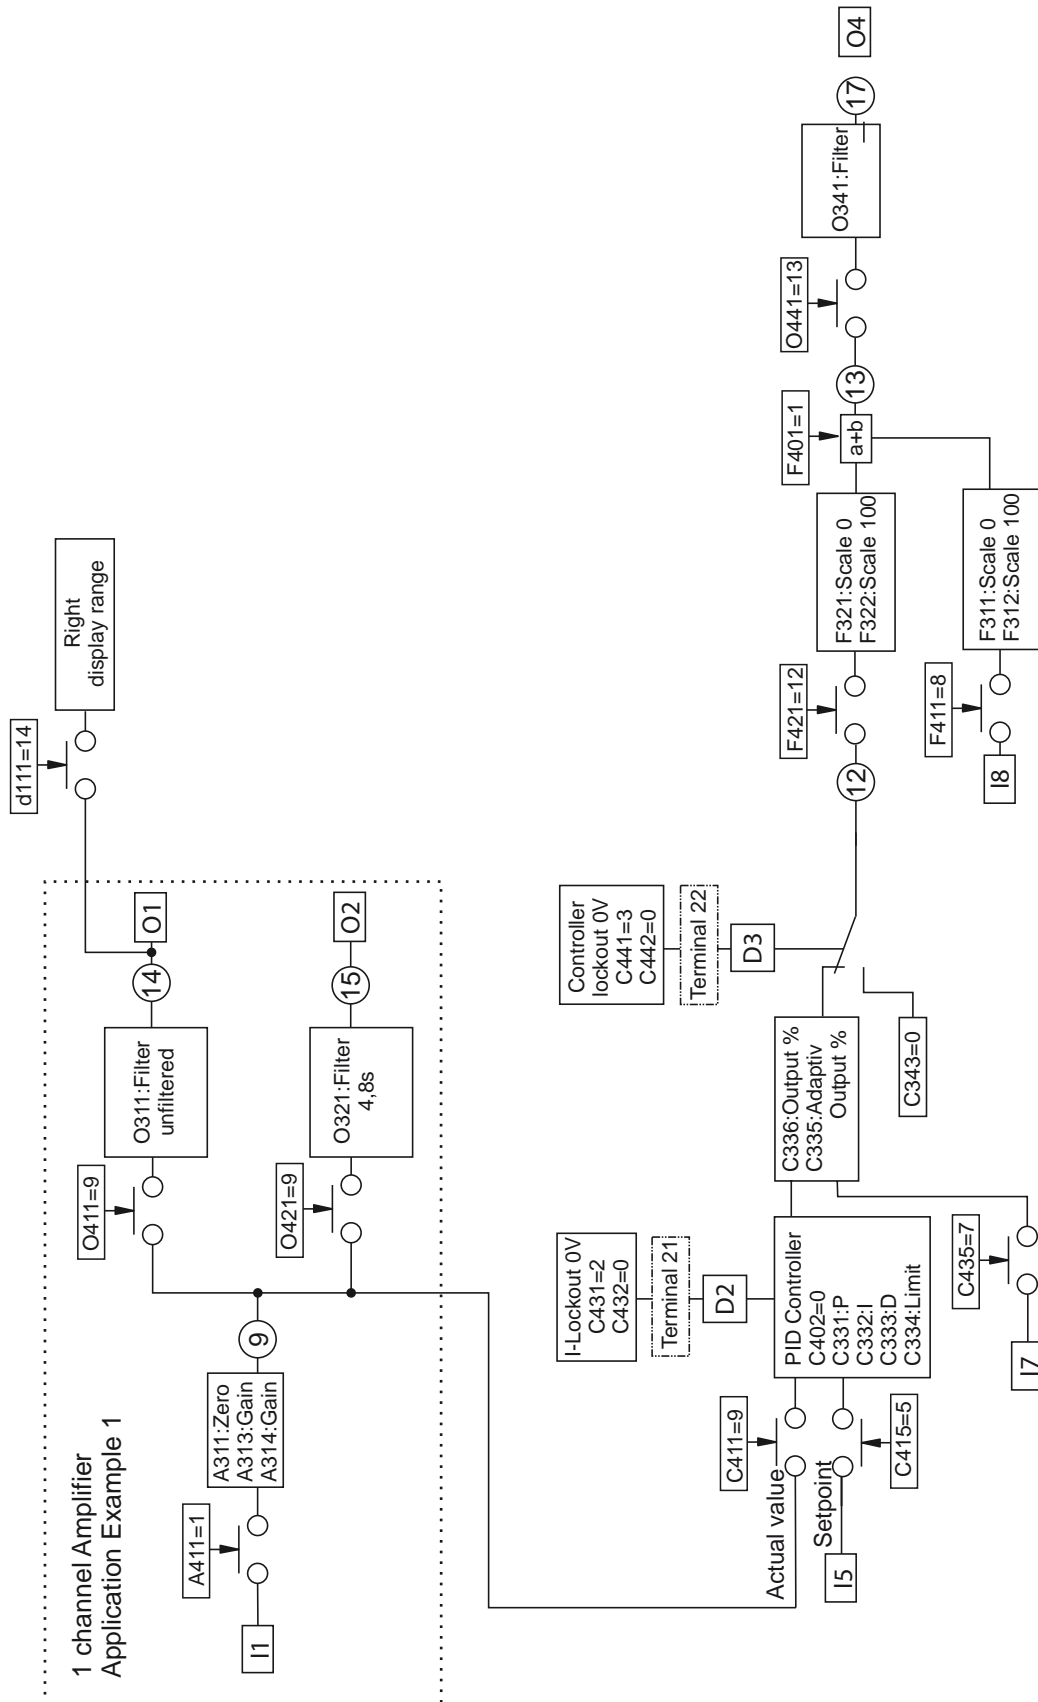 1 channel Amplifier
Application Example 1
I1
A411=1
A311:Zero
A313:Gain
A314:Gain
9
O411=9
O311:Filter
unfiltered
14
O1
O421=9
O321:Filter
4,8s
15
O2
d111=14
Right
display range
Actual value
Setpoint
I5
C411=9
C415=5
I-Lockout 0V
C431=2
C432=0
Terminal 21
D2
PID Controller
C402=0
C331:P
C332:I
C333:D
C334:Limit
I7
C435=7
C336:Output %
C335:Adaptiv
Output %
C343=0
Controller
lockout 0V
C441=3
C442=0
Terminal 22
D3
12
F421=12
F321:Scale 0
F322:Scale 100
I8
F411=8
F311:Scale 0
F312:Scale 100
F401=1
a+b
13
O441=13
O341:Filter
17
O4